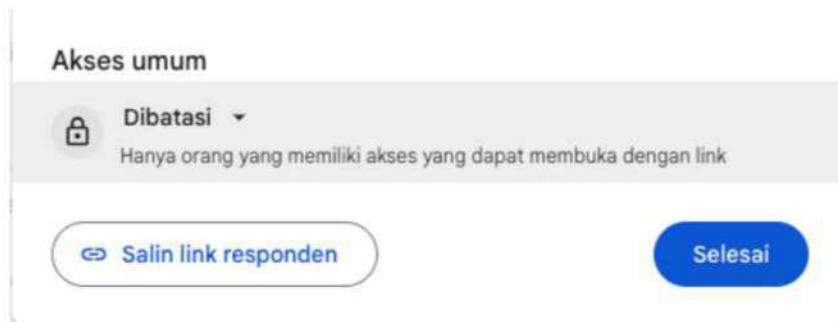 Akses umum
Dibatasi
Hanya orang yang memiliki akses yang dapat membuka dengan link
Salin link responden
Selesai